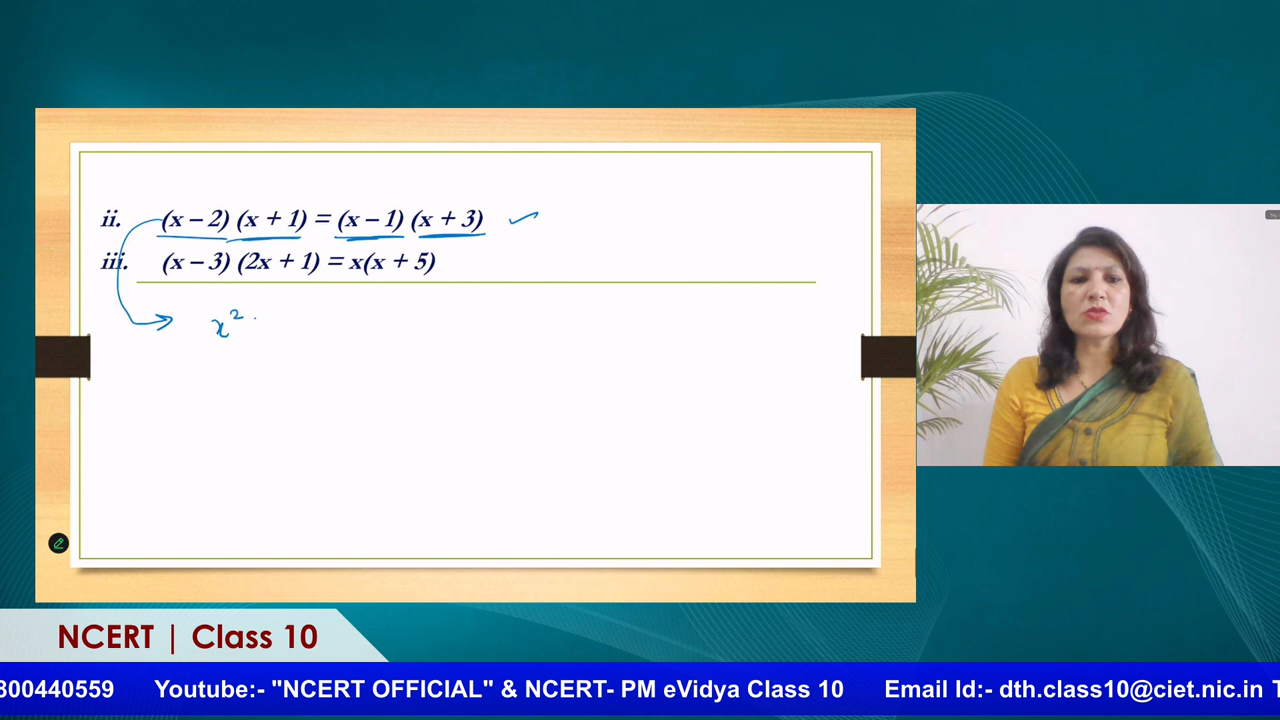 ii. (x – 2) (x + 1) = (x – 1) (x + 3)
iii. (x – 3) (2x + 1) = x(x + 5)
x²
NCERT | Class 10
800440559 Youtube:- "NCERT OFFICIAL" & NCERT- PM eVidya Class 10 Email Id:- dth.class10@ciet.nic.in T